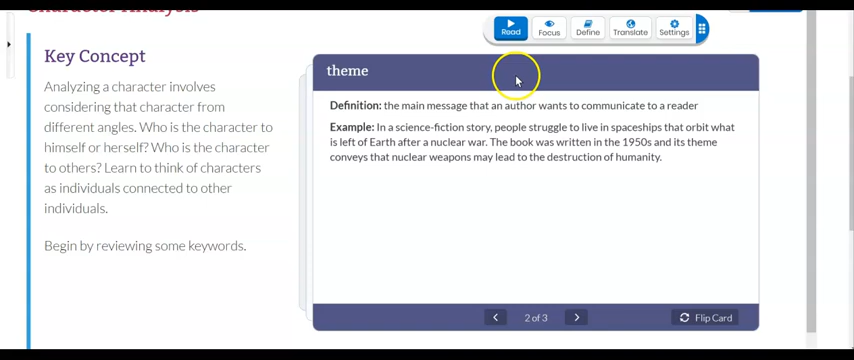 Character Analysis
Read
Focus
Define
Translate
Settings
Key Concept
Analyzing a character involves
considering that character from
different angles. Who is the character to
himself or herself? Who is the character
to others? Learn to think of characters
as individuals connected to other
individuals.
Begin by reviewing some keywords.
theme
Definition: the main message that an author wants to communicate to a reader
Example: In a science-fiction story, people struggle to live in spaceships that orbit what
is left of Earth after a nuclear war. The book was written in the 1950s and its theme
conveys that nuclear weapons may lead to the destruction of humanity.
2 of 3
Flip Card